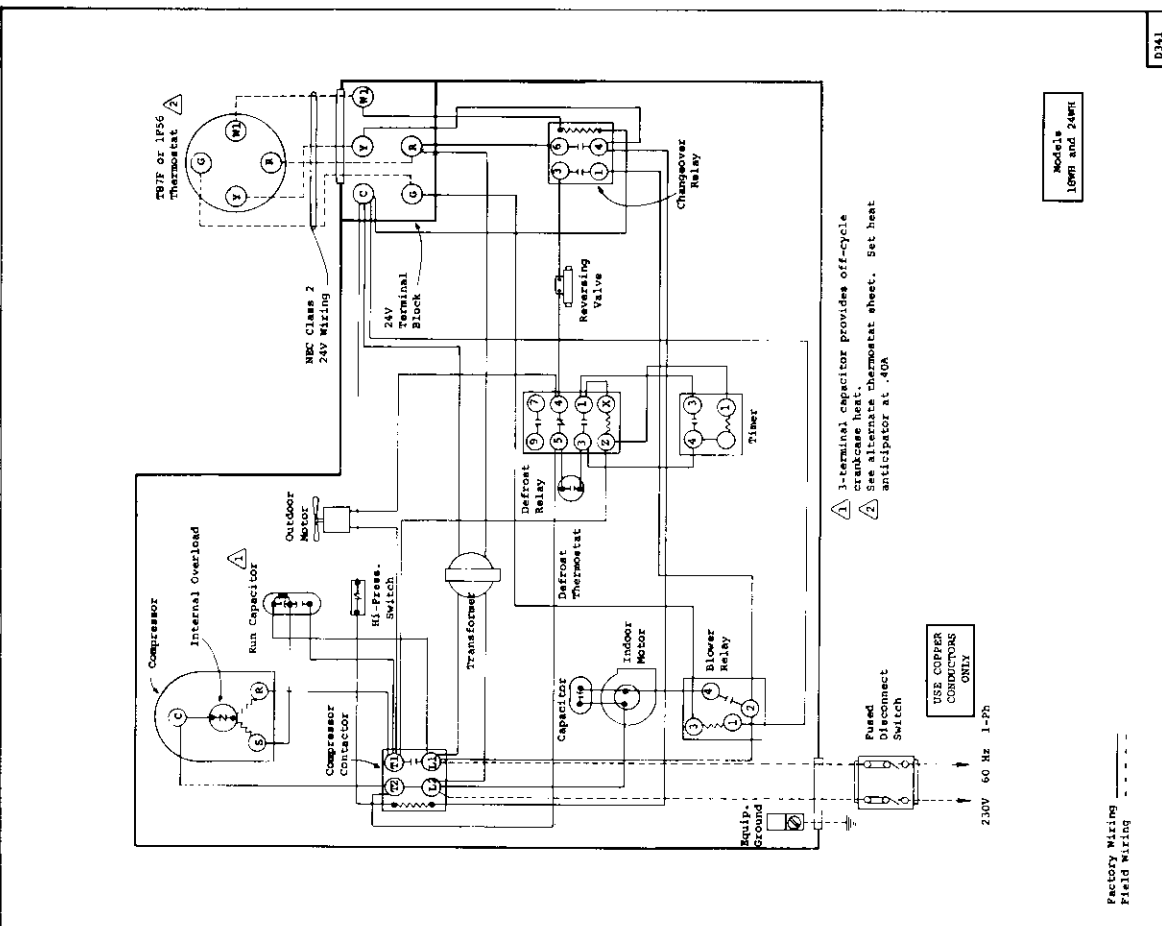 D341
Models
18WH and 24WH
T87F or 1F56
Thermostat 2
G
W1
Y
R
NEC Class 2
24V Wiring
W1
Y
R
C
G
24V
Terminal
Block
6
4
3
1
Changeover
Relay
Reversing
Valve
Outdoor
Motor
Defrost
Relay
9
7
5
4
3
1
Z
X
Defrost
Thermostat
4
3
1
Timer
1 3-terminal capacitor provides off-cycle
crankcase heat.
2 See alternate thermostat sheet. Set heat
anticipator at .40A
Compressor
Internal Overload
C
S
R
Run Capacitor
1
Hi-Press.
Switch
Transformer
Compressor
Contactor
T2
T1
L2
L1
Capacitor
Indoor
Motor
Blower
Relay
4
3
1
2
Equip.
Ground
Fused
Disconnect
Switch
USE COPPER
CONDUCTORS
ONLY
230V 60 Hz 1-Ph
Factory Wiring
Field Wiring